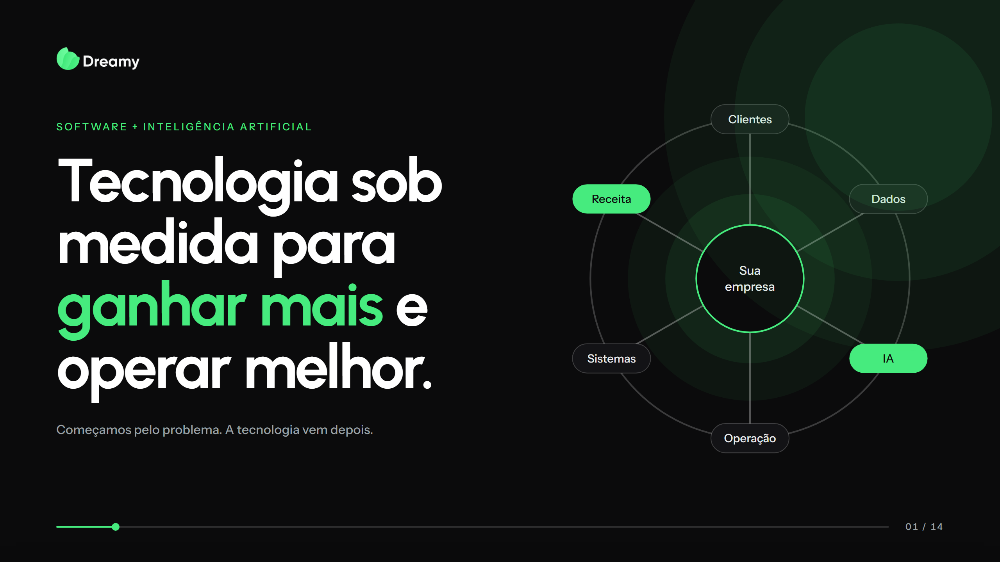 Dreamy
SOFTWARE + INTELIGÊNCIA ARTIFICIAL
Tecnologia sob
medida para
ganhar mais e
operar melhor.
Começamos pelo problema. A tecnologia vem depois.
Clientes
Receita
Dados
Sua
empresa
Sistemas
IA
Operação
01 / 14